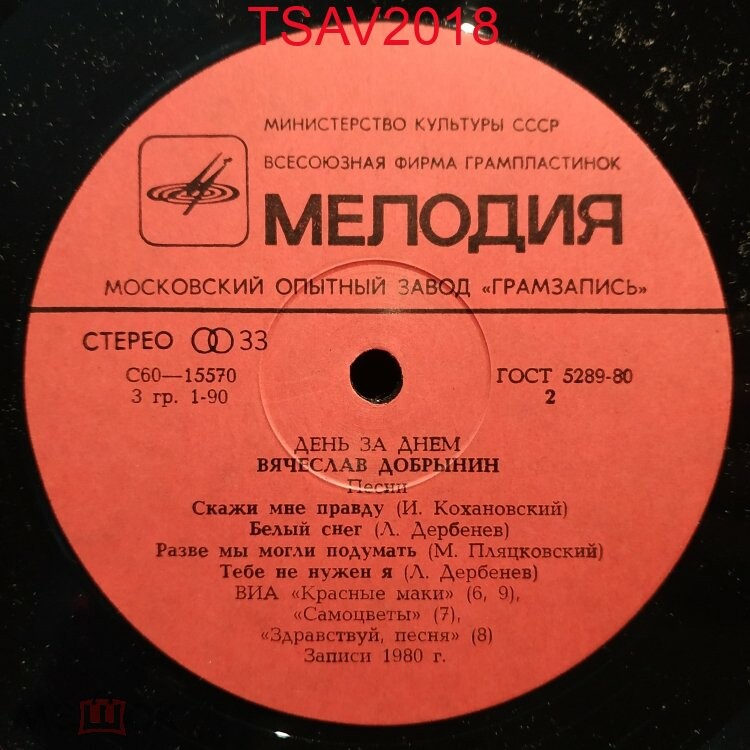 TSAV2018
МИНИСТЕРСТВО КУЛЬТУРЫ СССР
ВСЕСОЮЗНАЯ ФИРМА ГРАМПЛАСТИНОК
МЕЛОДИЯ
МОСКОВСКИЙ ОПЫТНЫЙ ЗАВОД «ГРАМЗАПИСЬ»
СТЕРЕО 33
С60—15570
ГОСТ 5289-80
3 гр. 1-90
2
ДЕНЬ ЗА ДНЕМ
ВЯЧЕСЛАВ ДОБРЫНИН
Песни
Скажи мне правду (И. Кохановский)
Белый снег (Л. Дербенев)
Разве мы могли подумать (М. Пляцковский)
Тебе не нужен я (Л. Дербенев)
ВИА «Красные маки» (6, 9),
«Самоцветы» (7),
«Здравствуй, песня» (8)
Записи 1980 г.